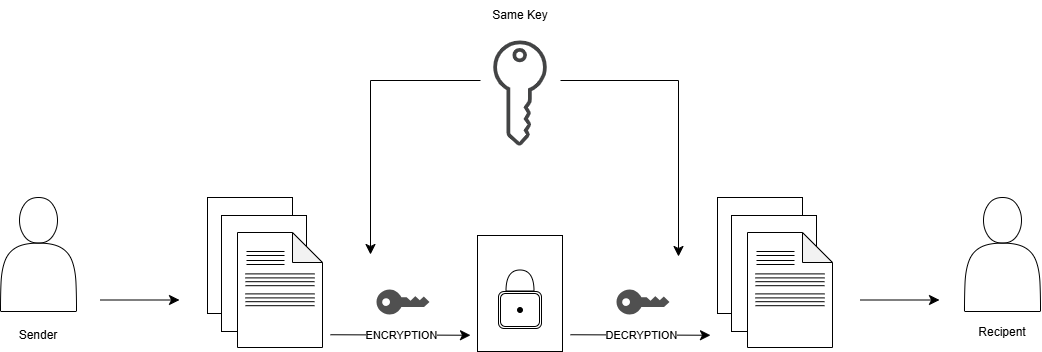 Same Key
Sender
ENCRYPTION
DECRYPTION
Recipent